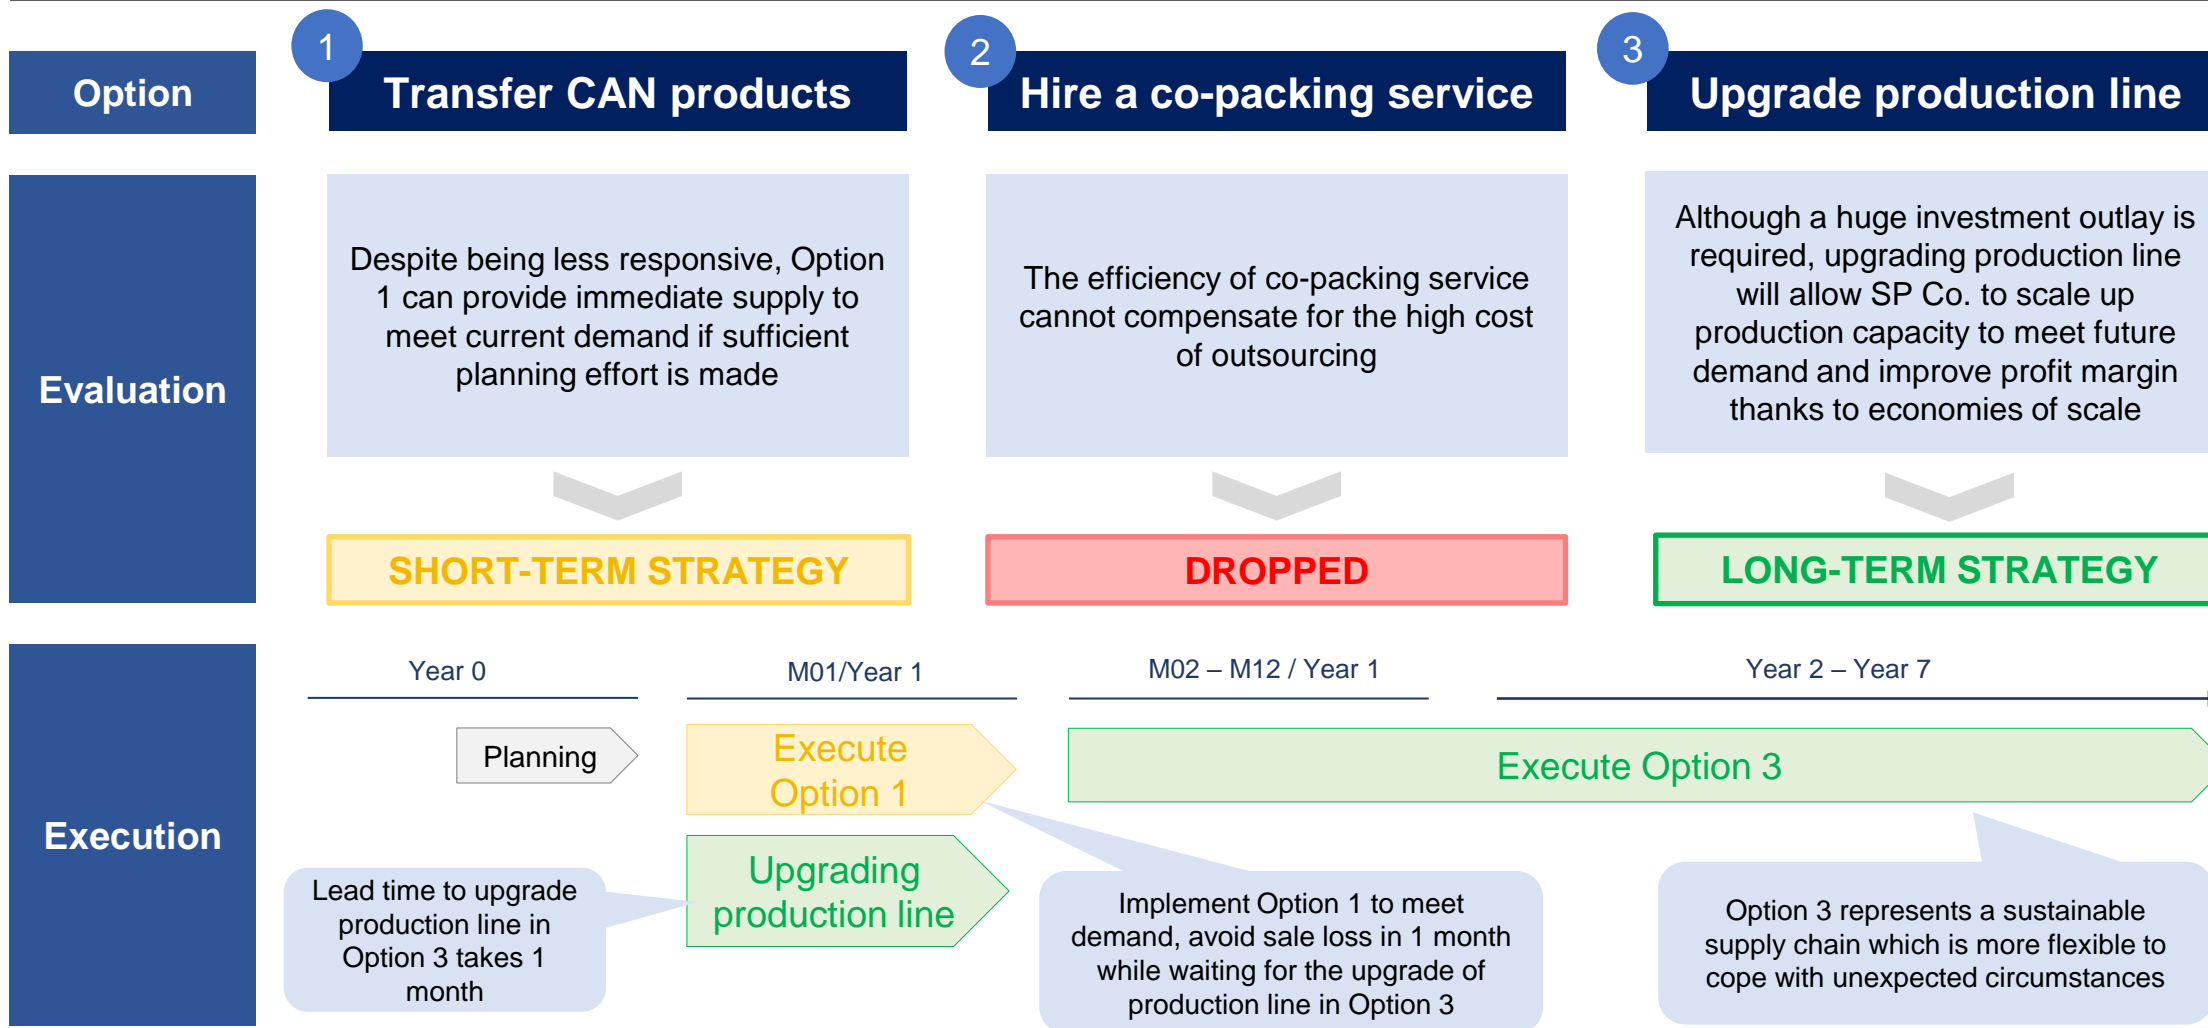 1
2
3
Option
Transfer CAN products
Hire a co-packing service
Upgrade production line
Evaluation
Despite being less responsive, Option
1 can provide immediate supply to
meet current demand if sufficient
planning effort is made
The efficiency of co-packing service
cannot compensate for the high cost
of outsourcing
Although a huge investment outlay is
required, upgrading production line
will allow SP Co. to scale up
production capacity to meet future
demand and improve profit margin
thanks to economies of scale
SHORT-TERM STRATEGY
DROPPED
LONG-TERM STRATEGY
Execution
Year 0
M01/Year 1
M02 – M12 / Year 1
Year 2 – Year 7
Planning
Execute
Option 1
Execute Option 3
Upgrading
production line
Lead time to upgrade
production line in
Option 3 takes 1
month
Implement Option 1 to meet
demand, avoid sale loss in 1 month
while waiting for the upgrade of
production line in Option 3
Option 3 represents a sustainable
supply chain which is more flexible to
cope with unexpected circumstances